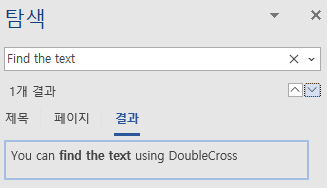 탐색
Find the text
1개 결과
제목 페이지 결과
You can find the text using DoubleCross